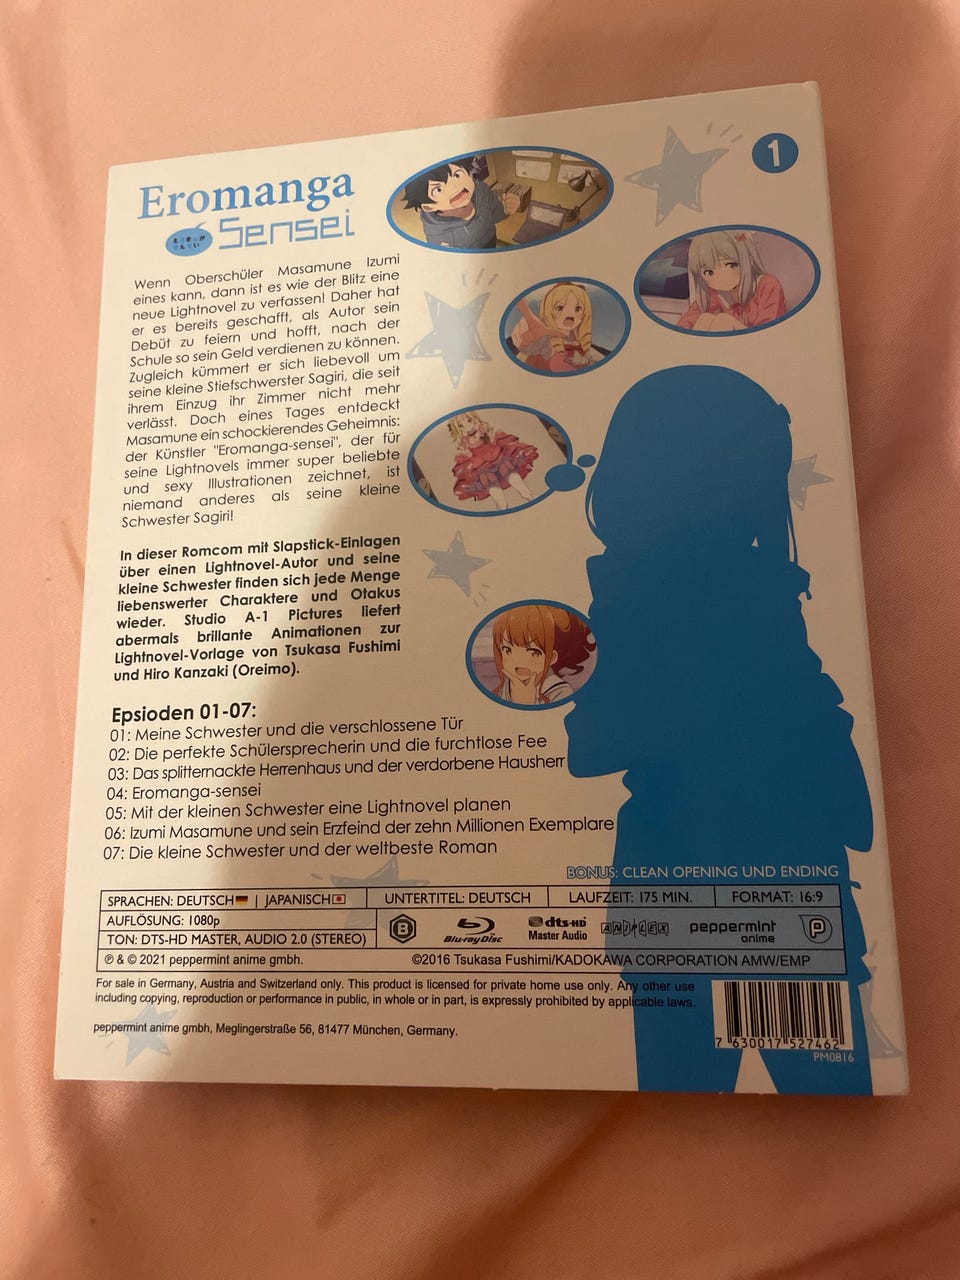 1
Eromanga
Sensei
Wenn Oberschüler Masamune Izumi
eines kann, dann ist es wie der Blitz eine
neue Lightnovel zu verfassen! Daher hat
er es bereits geschafft, als Autor sein
Debüt zu feiern und hofft, nach der
Schule so sein Geld verdienen zu können.
Zugleich kümmert er sich liebevoll um
seine kleine Stiefschwerster Sagiri, die seit
ihrem Einzug ihr Zimmer nicht mehr
verlässt. Doch eines Tages entdeckt
Masamune ein schockierendes Geheimnis:
der Künstler "Eromanga-sensei", der für
seine Lightnovels immer super beliebte
und sexy Illustrationen zeichnet, ist
niemand anderes als seine kleine
Schwester Sagiri!
In dieser Romcom mit Slapstick-Einlagen
über einen Lightnovel-Autor und seine
kleine Schwester finden sich jede Menge
liebenswerter Charaktere und Otakus
wieder. Studio A-1 Pictures liefert
abermals brillante Animationen zur
Lightnovel-Vorlage von Tsukasa Fushimi
und Hiro Kanzaki (Oreimo).
Epsioden 01-07:
01: Meine Schwester und die verschlossene Tür
02: Die perfekte Schülersprecherin und die furchtlose Fee
03: Das splitternackte Herrenhaus und der verdorbene Hausherr
04: Eromanga-sensei
05: Mit der kleinen Schwester eine Lightnovel planen
06: Izumi Masamune und sein Erzfeind der zehn Millionen Exemplare
07: Die kleine Schwester und der weltbeste Roman
BONUS: CLEAN OPENING UND ENDING
SPRACHEN: DEUTSCH | JAPANISCH UNTERTITEL: DEUTSCH LAUFZEIT: 175 MIN. FORMAT: 16:9
AUFLÖSUNG: 1080p
TON: DTS-HD MASTER, AUDIO 2.0 (STEREO)
B Blu-ray Disc dts-HD Master Audio ANIPLEX peppermint anime P
℗ & © 2021 peppermint anime gmbh. ©2016 Tsukasa Fushimi/KADOKAWA CORPORATION AMW/EMP
For sale in Germany, Austria and Switzerland only. This product is licensed for private home use only. Any other use
including copying, reproduction or performance in public, in whole or in part, is expressly prohibited by applicable laws.
peppermint anime gmbh, Meglingerstraße 56, 81477 München, Germany.
7 630017 527462
PM0816